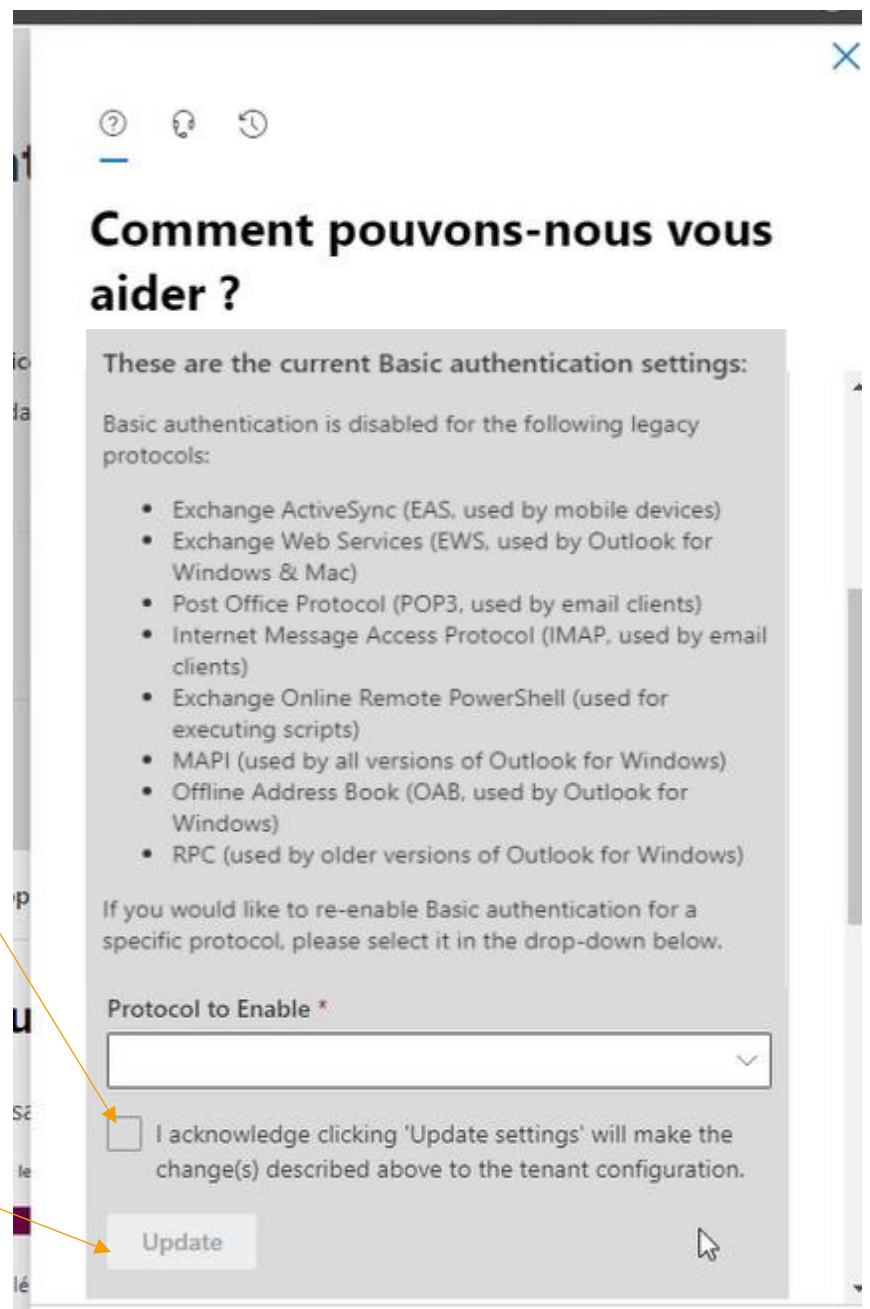 Comment pouvons-nous vous
aider ?
These are the current Basic authentication settings:
Basic authentication is disabled for the following legacy
protocols:
• Exchange ActiveSync (EAS, used by mobile devices)
• Exchange Web Services (EWS, used by Outlook for
Windows & Mac)
• Post Office Protocol (POP3, used by email clients)
• Internet Message Access Protocol (IMAP, used by email
clients)
• Exchange Online Remote PowerShell (used for
executing scripts)
• MAPI (used by all versions of Outlook for Windows)
• Offline Address Book (OAB, used by Outlook for
Windows)
• RPC (used by older versions of Outlook for Windows)
If you would like to re-enable Basic authentication for a
specific protocol, please select it in the drop-down below.
Protocol to Enable *
I acknowledge clicking 'Update settings' will make the
change(s) described above to the tenant configuration.
Update